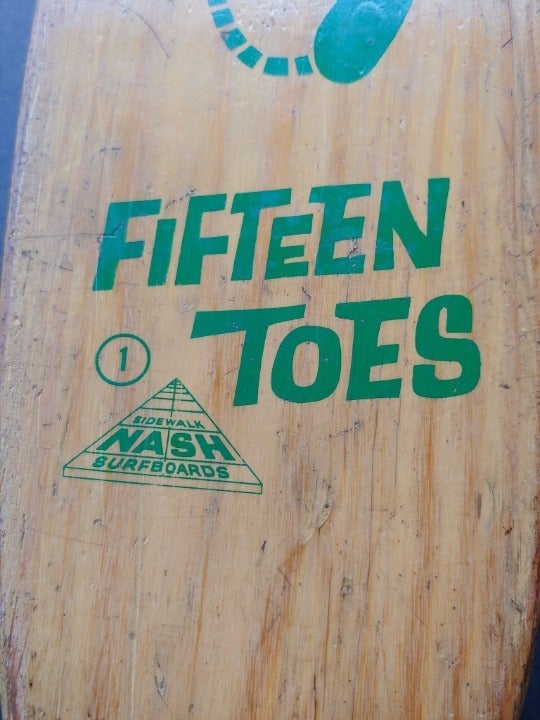 FIFTEEN
TOES
1
SIDEWALK
NASH
SURFBOARDS